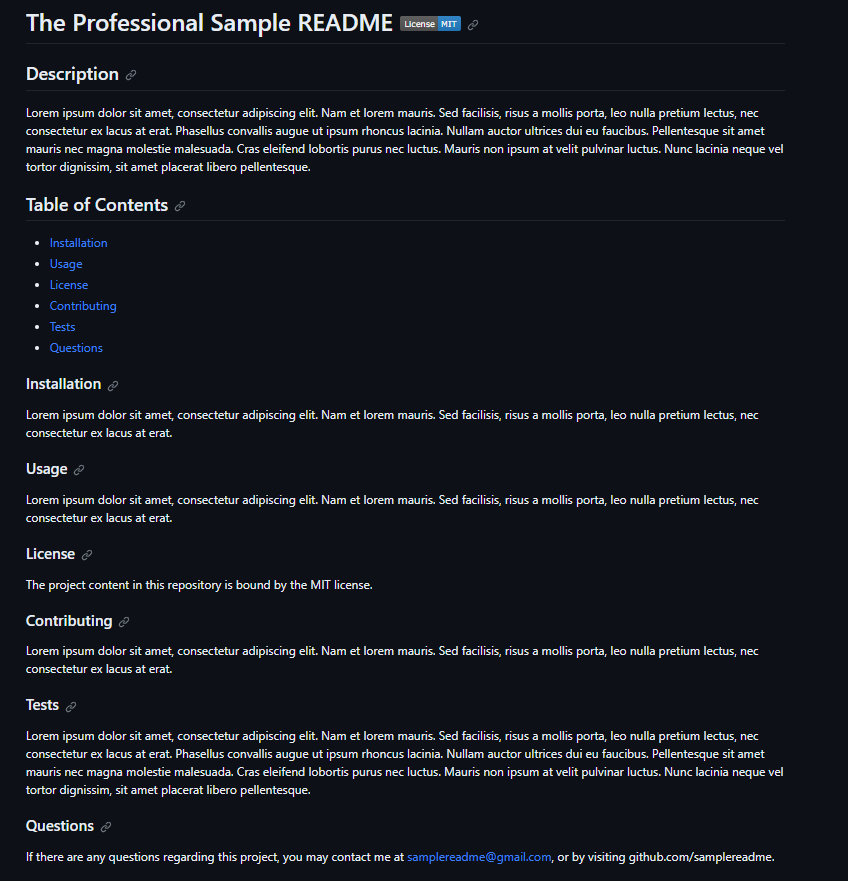 The Professional Sample README License MIT
Description
Lorem ipsum dolor sit amet, consectetur adipiscing elit. Nam et lorem mauris. Sed facilisis, risus a mollis porta, leo nulla pretium lectus, nec
consectetur ex lacus at erat. Phasellus convallis augue ut ipsum rhoncus lacinia. Nullam auctor ultrices dui eu faucibus. Pellentesque sit amet
mauris nec magna molestie malesuada. Cras eleifend lobortis purus nec luctus. Mauris non ipsum at velit pulvinar luctus. Nunc lacinia neque vel
tortor dignissim, sit amet placerat libero pellentesque.
Table of Contents
• Installation
• Usage
• License
• Contributing
• Tests
• Questions
Installation
Lorem ipsum dolor sit amet, consectetur adipiscing elit. Nam et lorem mauris. Sed facilisis, risus a mollis porta, leo nulla pretium lectus, nec
consectetur ex lacus at erat.
Usage
Lorem ipsum dolor sit amet, consectetur adipiscing elit. Nam et lorem mauris. Sed facilisis, risus a mollis porta, leo nulla pretium lectus, nec
consectetur ex lacus at erat.
License
The project content in this repository is bound by the MIT license.
Contributing
Lorem ipsum dolor sit amet, consectetur adipiscing elit. Nam et lorem mauris. Sed facilisis, risus a mollis porta, leo nulla pretium lectus, nec
consectetur ex lacus at erat.
Tests
Lorem ipsum dolor sit amet, consectetur adipiscing elit. Nam et lorem mauris. Sed facilisis, risus a mollis porta, leo nulla pretium lectus, nec
consectetur ex lacus at erat. Phasellus convallis augue ut ipsum rhoncus lacinia. Nullam auctor ultrices dui eu faucibus. Pellentesque sit amet
mauris nec magna molestie malesuada. Cras eleifend lobortis purus nec luctus. Mauris non ipsum at velit pulvinar luctus. Nunc lacinia neque vel
tortor dignissim, sit amet placerat libero pellentesque.
Questions
If there are any questions regarding this project, you may contact me at samplereadme@gmail.com, or by visiting github.com/samplereadme.